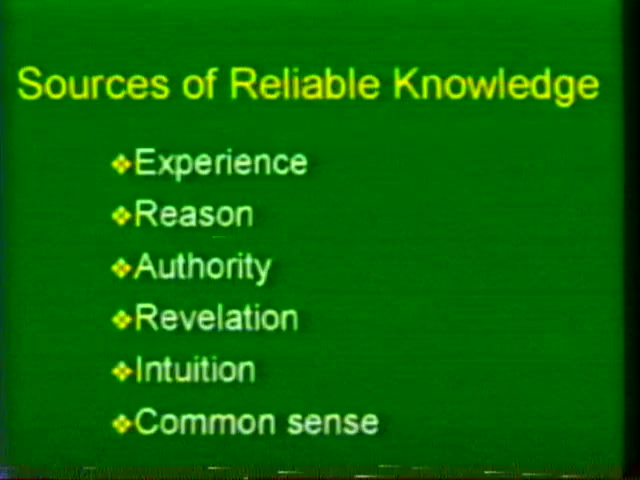 Sources of Reliable Knowledge
Experience
Reason
Authority
Revelation
Intuition
Common sense